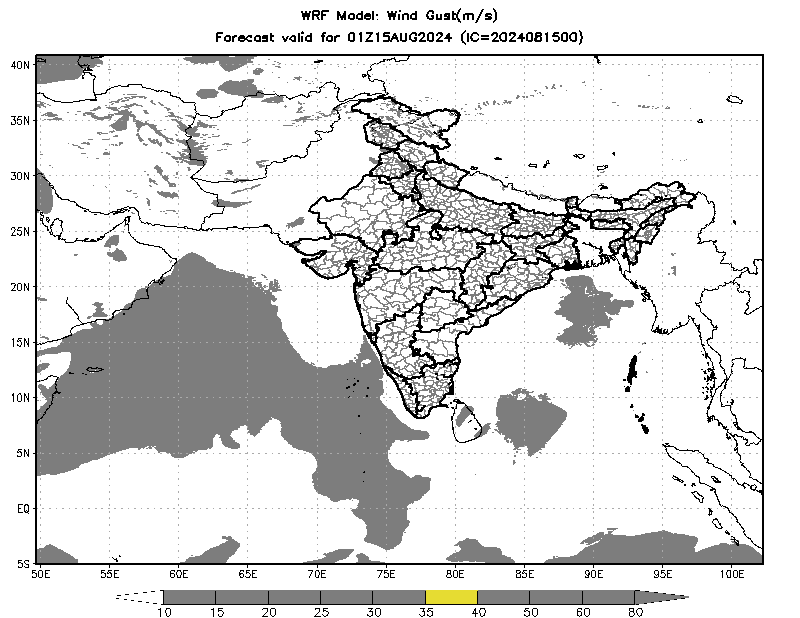 WRF Model: Wind Gust(m/s)
Forecast valid for 01Z15AUG2024 (IC=2024081500)
40N
35N
30N
25N
20N
15N
10N
5N
EQ
5S
50E 55E 60E 65E 70E 75E 80E 85E 90E 95E 100E
10 15 20 25 30 35 40 50 60 80